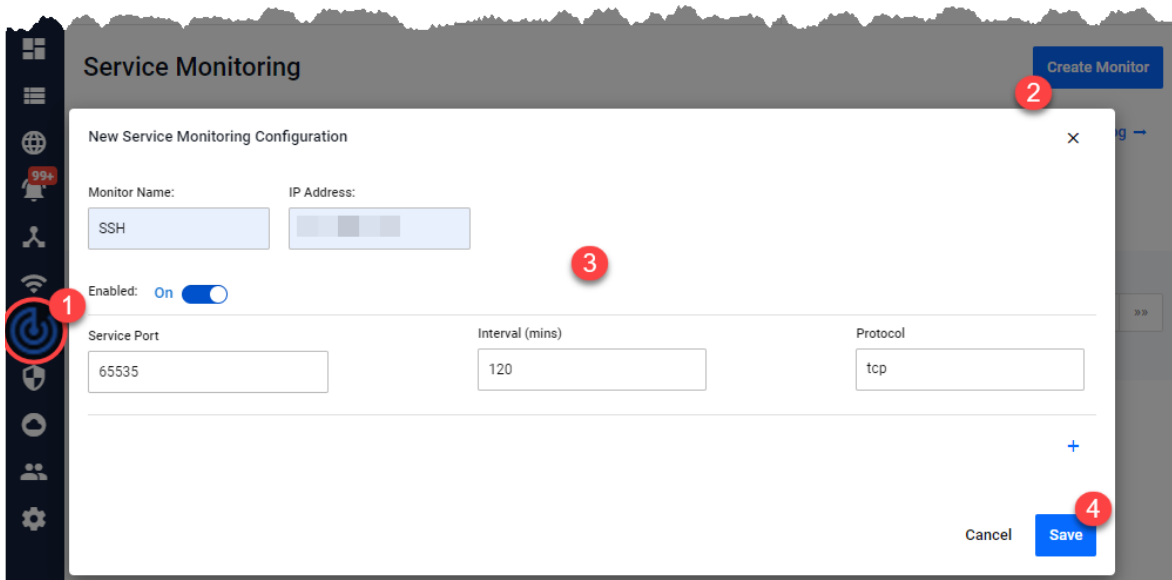 Service Monitoring
Create Monitor
2
New Service Monitoring Configuration
×
→
99+
Monitor Name:
IP Address:
SSH
3
Enabled:
On
1
Service Port
Interval (mins)
Protocol
»»
65535
120
tcp
+
4
Cancel
Save